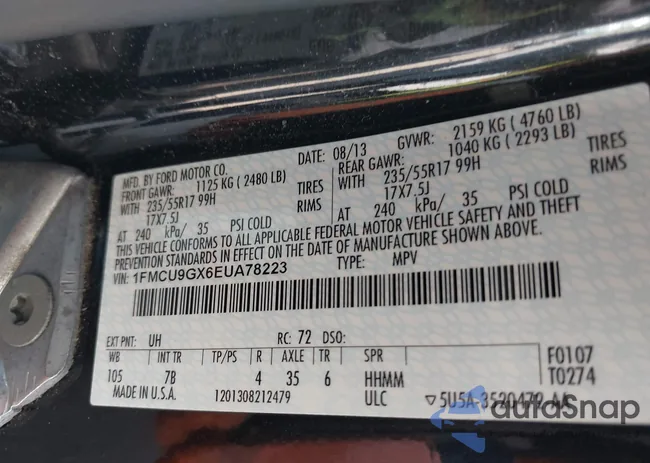 MFD. BY FORD MOTOR CO. DATE: 08/13 GVWR: 2159 KG ( 4760 LB)
FRONT GAWR: 1125 KG ( 2480 LB) REAR GAWR: 1040 KG ( 2293 LB)
WITH 235/55R17 99H TIRES WITH 235/55R17 99H TIRES
17X7.5J RIMS 17X7.5J RIMS
AT 240 kPa/ 35 PSI COLD AT 240 kPa/ 35 PSI COLD
THIS VEHICLE CONFORMS TO ALL APPLICABLE FEDERAL MOTOR VEHICLE SAFETY AND THEFT
PREVENTION STANDARDS IN EFFECT ON THE DATE OF MANUFACTURE SHOWN ABOVE.
VIN: 1FMCU9GX6EUA78223 TYPE: MPV
EXT PNT: UH RC: 72 DSO: F0107
WB INT TR TP/PS R AXLE TR SPR T0274
105 7B 4 35 6 HHMM
MADE IN U.S.A. 1201308212479 ULC ▽5U5A-3520472-AA
autoSnap